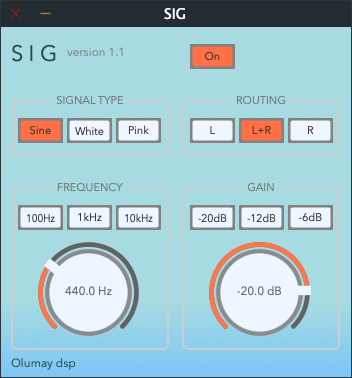 SIG
SIG version 1.1
On
SIGNAL TYPE
Sine White Pink
ROUTING
L L+R R
FREQUENCY
100Hz 1kHz 10kHz
440.0 Hz
GAIN
-20dB -12dB -6dB
-20.0 dB
Olumay dsp